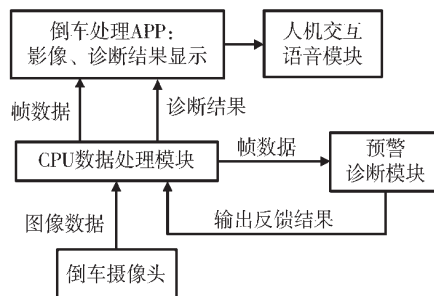 倒车处理APP：
影像、诊断结果显示
人机交互
语音模块
帧数据
诊断结果
CPU数据处理模块
帧数据
预警
诊断模块
图像数据
输出反馈结果
倒车摄像头